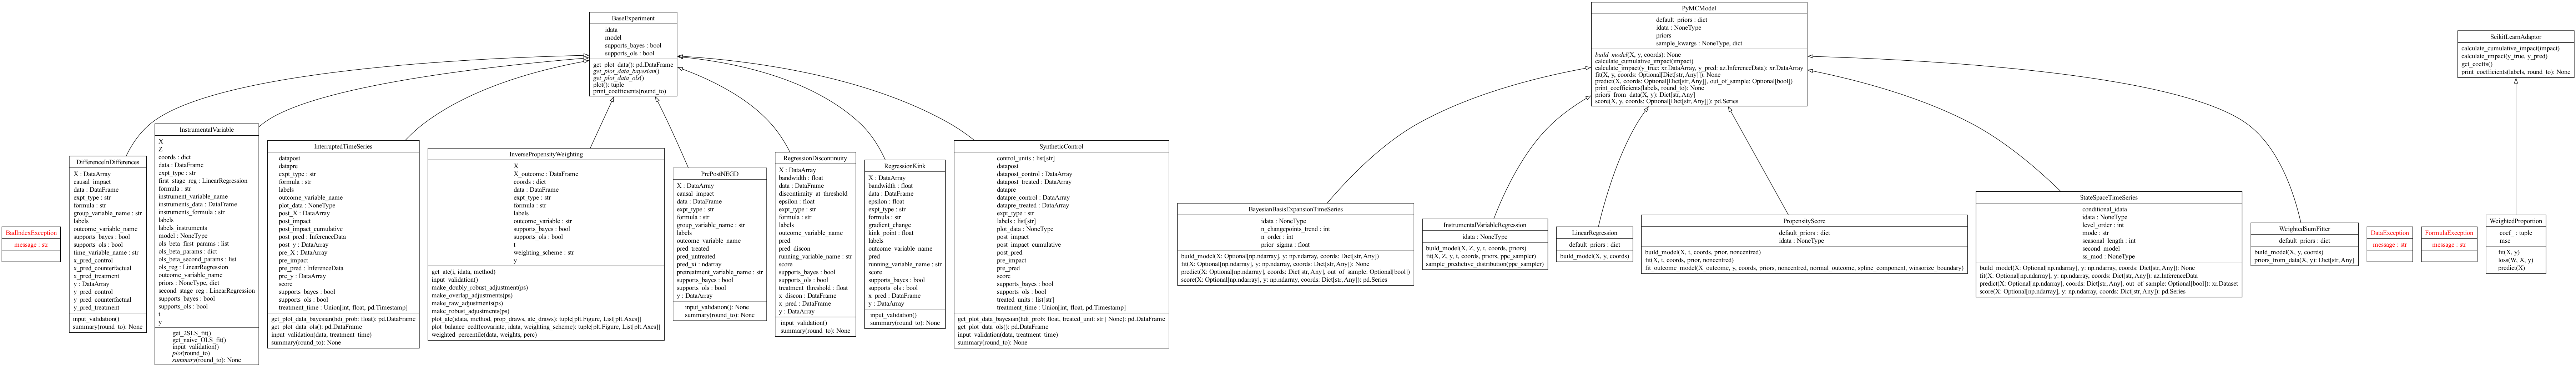 BaseExperiment
idata
model
supports_bayes : bool
supports_ols : bool
get_plot_data(): pd.DataFrame
get_plot_data_bayesian()
get_plot_data_ols()
plot(): tuple
print_coefficients(round_to)
PyMCModel
default_priors : dict
idata : NoneType
priors
sample_kwargs : NoneType, dict
build_model(X, y, coords): None
calculate_cumulative_impact(impact)
calculate_impact(y_true: xr.DataArray, y_pred: az.InferenceData): xr.DataArray
fit(X, y, coords: Optional[Dict[str, Any]]): None
predict(X, coords: Optional[Dict[str, Any]], out_of_sample: Optional[bool])
print_coefficients(labels, round_to): None
priors_from_data(X, y): Dict[str, Any]
score(X, y, coords: Optional[Dict[str, Any]]): pd.Series
ScikitLearnAdaptor
calculate_cumulative_impact(impact)
calculate_impact(y_true, y_pred)
get_coeffs()
print_coefficients(labels, round_to): None
BadIndexException
message : str
DifferenceInDifferences
X : DataArray
causal_impact
data : DataFrame
expt_type : str
formula : str
group_variable_name : str
labels
outcome_variable_name
supports_bayes : bool
supports_ols : bool
time_variable_name : str
x_pred_control
x_pred_counterfactual
x_pred_treatment
y : DataArray
y_pred_control
y_pred_counterfactual
y_pred_treatment
input_validation()
summary(round_to): None
InstrumentalVariable
X
Z
coords : dict
data : DataFrame
expt_type : str
first_stage_reg : LinearRegression
formula : str
instrument_variable_name
instruments_data : DataFrame
instruments_formula : str
labels
labels_instruments
model : NoneType
ols_beta_first_params : list
ols_beta_params : dict
ols_beta_second_params : list
ols_reg : LinearRegression
outcome_variable_name
priors : NoneType, dict
second_stage_reg : LinearRegression
supports_bayes : bool
supports_ols : bool
t
y
get_2SLS_fit()
get_naive_OLS_fit()
input_validation()
plot(round_to)
summary(round_to): None
InterruptedTimeSeries
datapost
datapre
expt_type : str
formula : str
labels
outcome_variable_name
plot_data : NoneType
post_X : DataArray
post_impact
post_impact_cumulative
post_pred : InferenceData
post_y : DataArray
pre_X : DataArray
pre_impact
pre_pred : InferenceData
pre_y : DataArray
score
supports_bayes : bool
supports_ols : bool
treatment_time : Union[int, float, pd.Timestamp]
get_plot_data_bayesian(hdi_prob: float): pd.DataFrame
get_plot_data_ols(): pd.DataFrame
input_validation(data, treatment_time)
summary(round_to): None
InversePropensityWeighting
X
X_outcome : DataFrame
coords : dict
data : DataFrame
expt_type : str
formula : str
labels
outcome_variable : str
supports_bayes : bool
supports_ols : bool
t
weighting_scheme : str
y
get_ate(i, idata, method)
input_validation()
make_doubly_robust_adjustment(ps)
make_overlap_adjustments(ps)
make_raw_adjustments(ps)
make_robust_adjustments(ps)
plot_ate(idata, method, prop_draws, ate_draws): tuple[plt.Figure, List[plt.Axes]]
plot_balance_ecdf(covariate, idata, weighting_scheme): tuple[plt.Figure, List[plt.Axes]]
weighted_percentile(data, weights, perc)
PrePostNEGD
X : DataArray
causal_impact
data : DataFrame
expt_type : str
formula : str
group_variable_name : str
labels
outcome_variable_name
pred_treated
pred_untreated
pred_xi : ndarray
pretreatment_variable_name : str
supports_bayes : bool
supports_ols : bool
y : DataArray
input_validation(): None
summary(round_to): None
RegressionDiscontinuity
X : DataArray
bandwidth : float
data : DataFrame
discontinuity_at_threshold
epsilon : float
expt_type : str
formula : str
labels
outcome_variable_name
pred
pred_discon
running_variable_name : str
score
supports_bayes : bool
supports_ols : bool
treatment_threshold : float
x_discon : DataFrame
x_pred : DataFrame
y : DataArray
input_validation()
summary(round_to): None
RegressionKink
X : DataArray
bandwidth : float
data : DataFrame
epsilon : float
expt_type : str
formula : str
gradient_change
kink_point : float
labels
outcome_variable_name
pred
running_variable_name : str
score
supports_bayes : bool
supports_ols : bool
x_pred : DataFrame
y : DataArray
input_validation()
summary(round_to): None
SyntheticControl
control_units : list[str]
datapost
datapost_control : DataArray
datapost_treated : DataArray
datapre
datapre_control : DataArray
datapre_treated : DataArray
expt_type : str
labels : list[str]
plot_data : NoneType
post_impact
post_impact_cumulative
post_pred
pre_impact
pre_pred
score
supports_bayes : bool
supports_ols : bool
treated_units : list[str]
treatment_time : Union[int, float, pd.Timestamp]
get_plot_data_bayesian(hdi_prob: float, treated_unit: str | None): pd.DataFrame
get_plot_data_ols(): pd.DataFrame
input_validation(data, treatment_time)
summary(round_to): None
BayesianBasisExpansionTimeSeries
idata : NoneType
n_changepoints_trend : int
n_order : int
prior_sigma : float
build_model(X: Optional[np.ndarray], y: np.ndarray, coords: Dict[str, Any])
fit(X: Optional[np.ndarray], y: np.ndarray, coords: Dict[str, Any]): None
predict(X: Optional[np.ndarray], coords: Dict[str, Any], out_of_sample: Optional[bool])
score(X: Optional[np.ndarray], y: np.ndarray, coords: Dict[str, Any]): pd.Series
InstrumentalVariableRegression
idata : NoneType
build_model(X, Z, y, t, coords, priors)
fit(X, Z, y, t, coords, priors, ppc_sampler)
sample_predictive_distribution(ppc_sampler)
LinearRegression
default_priors : dict
build_model(X, y, coords)
PropensityScore
default_priors : dict
idata : NoneType
build_model(X, t, coords, prior, noncentred)
fit(X, t, coords, prior, noncentred)
fit_outcome_model(X_outcome, y, coords, priors, noncentred, normal_outcome, spline_component, winsorize_boundary)
StateSpaceTimeSeries
conditional_idata
idata : NoneType
level_order : int
mode : str
seasonal_length : int
second_model
ss_mod : NoneType
build_model(X: Optional[np.ndarray], y: np.ndarray, coords: Dict[str, Any]): None
fit(X: Optional[np.ndarray], y: np.ndarray, coords: Dict[str, Any]): az.InferenceData
predict(X: Optional[np.ndarray], coords: Dict[str, Any], out_of_sample: Optional[bool]): xr.Dataset
score(X: Optional[np.ndarray], y: np.ndarray, coords: Dict[str, Any]): pd.Series
WeightedSumFitter
default_priors : dict
build_model(X, y, coords)
priors_from_data(X, y): Dict[str, Any]
DataException
message : str
FormulaException
message : str
WeightedProportion
coef_ : tuple
mse
fit(X, y)
loss(W, X, y)
predict(X)